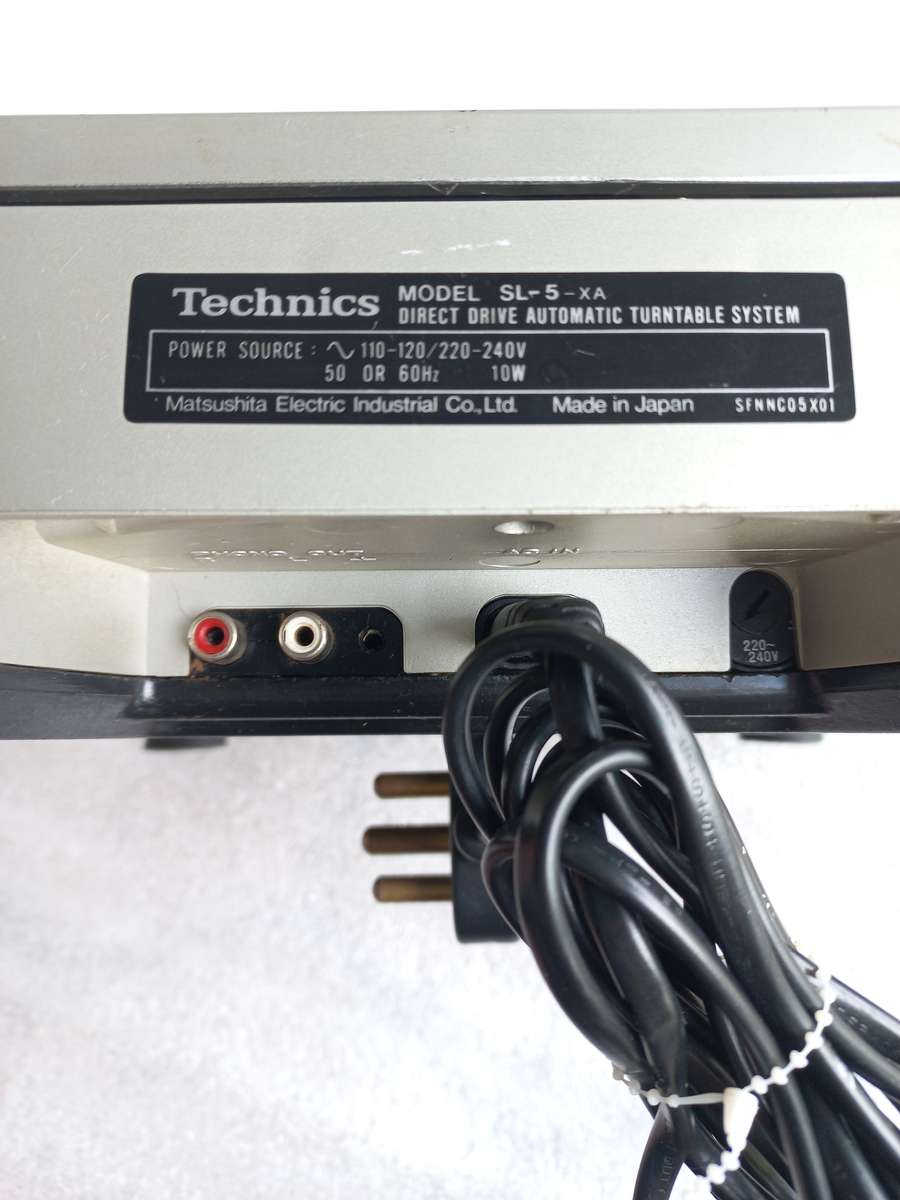 Technics MODEL SL-5-XA
DIRECT DRIVE AUTOMATIC TURNTABLE SYSTEM
POWER SOURCE : ∿ 110-120/220-240V
50 OR 60Hz 10W
Matsushita Electric Industrial Co., Ltd. Made in Japan SFNNC05X01
220~
240V